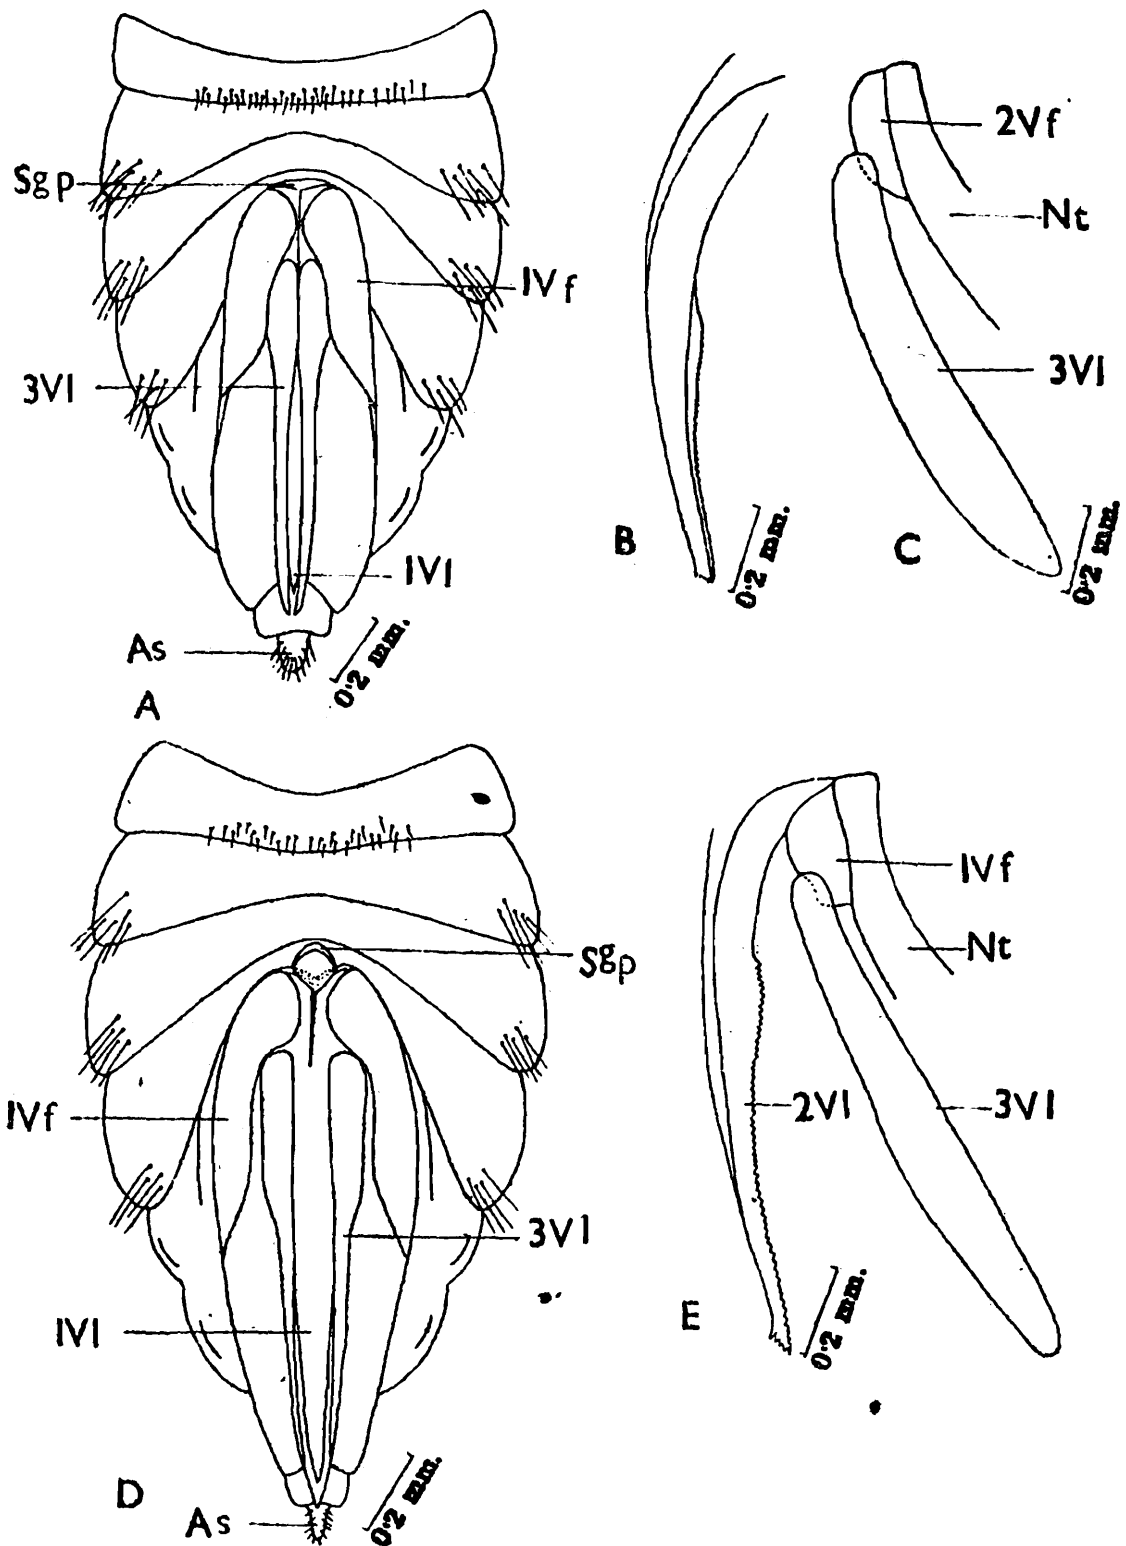 Sgp
IVf
3Vl
IVl
As
0·2 mm.
A
B
0·2 mm.
2Vf
Nt
3Vl
C
0·2 mm.
Sgp
IVf
3Vl
IVl
D
As
0·2 mm.
IVf
Nt
2Vl
3Vl
E
0·2 mm.